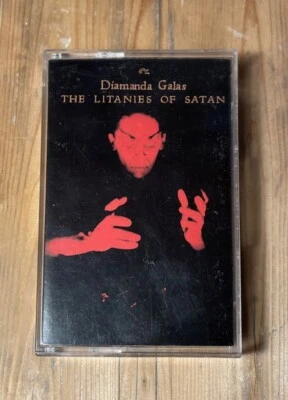 Diamanda Galas
THE LITANIES OF SATAN